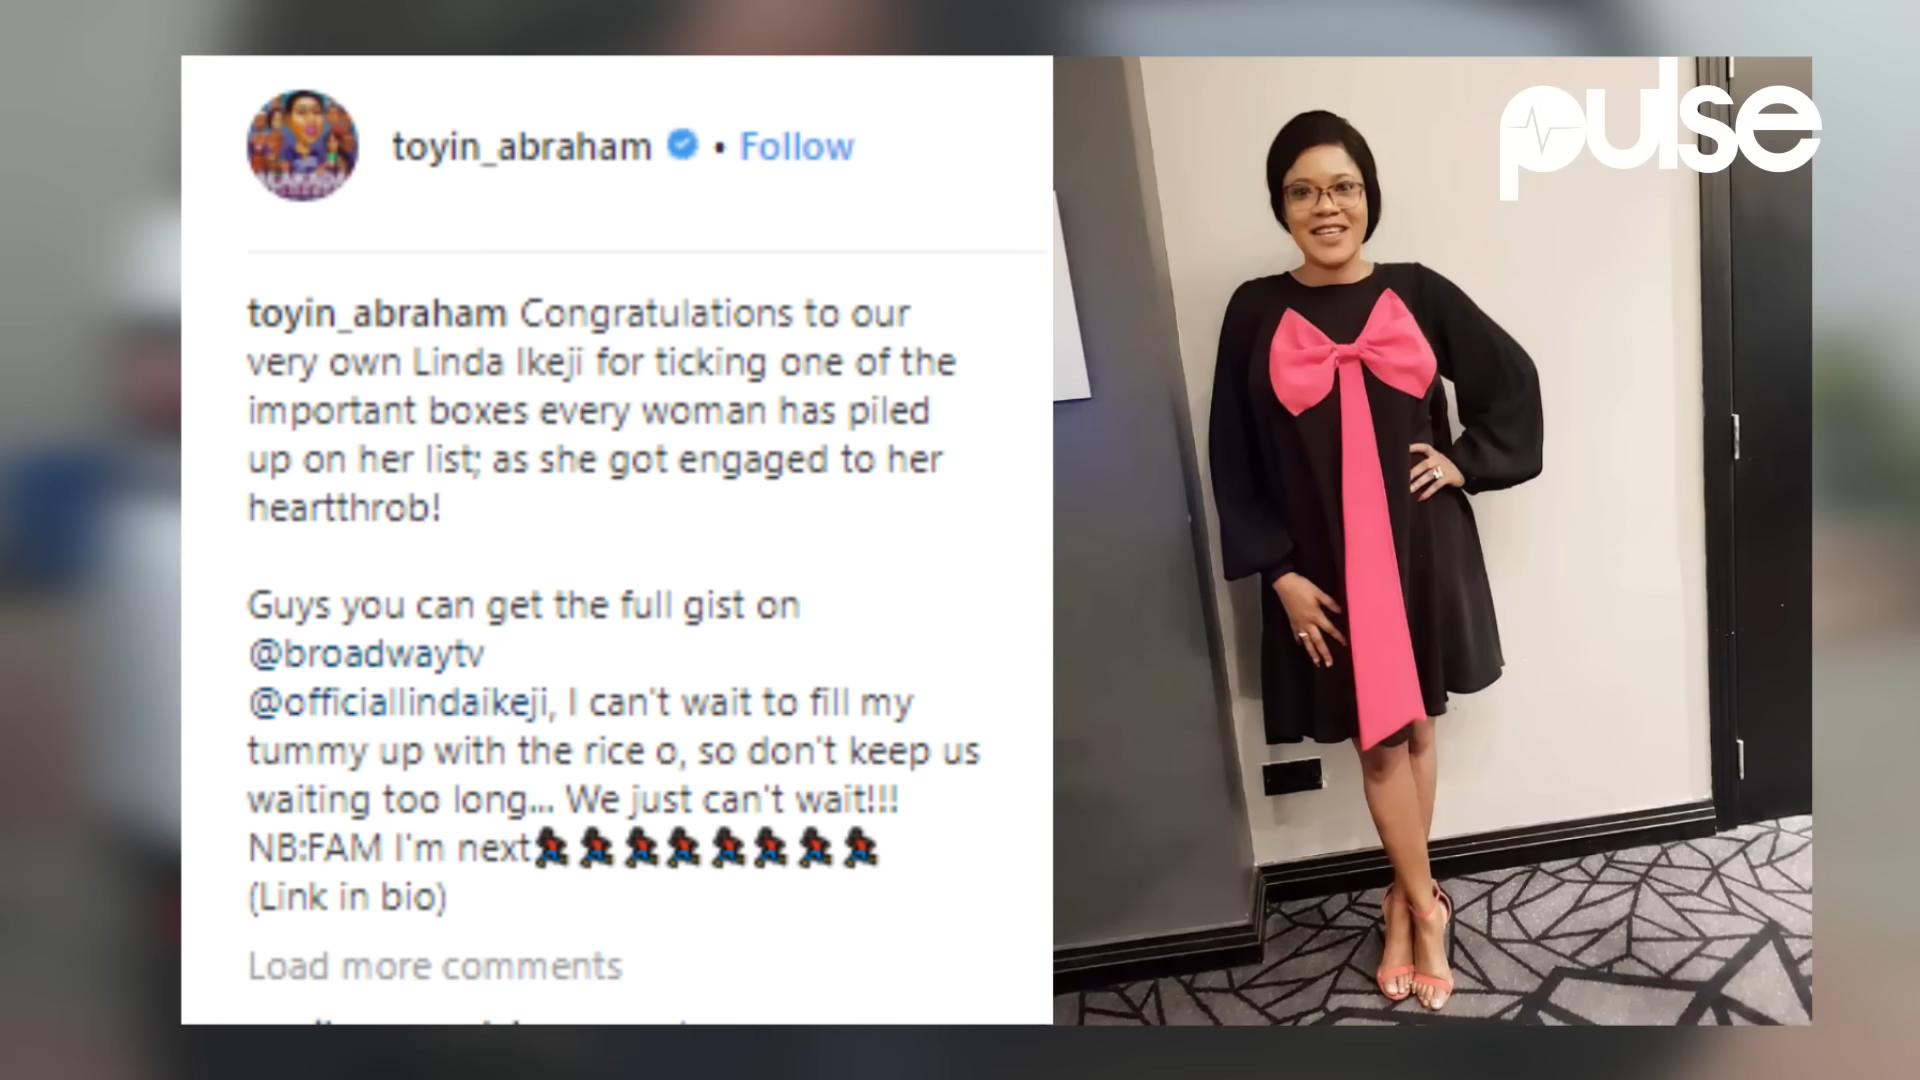 pulse
toyin_abraham • Follow
toyin_abraham Congratulations to our
very own Linda Ikeji for ticking one of the
important boxes every woman has piled
up on her list; as she got engaged to her
heartthrob!
Guys you can get the full gist on
@broadwaytv
@officiallindaikeji, I can't wait to fill my
tummy up with the rice o, so don't keep us
waiting too long... We just can't wait!!!
NB:FAM I'm next
(Link in bio)
Load more comments